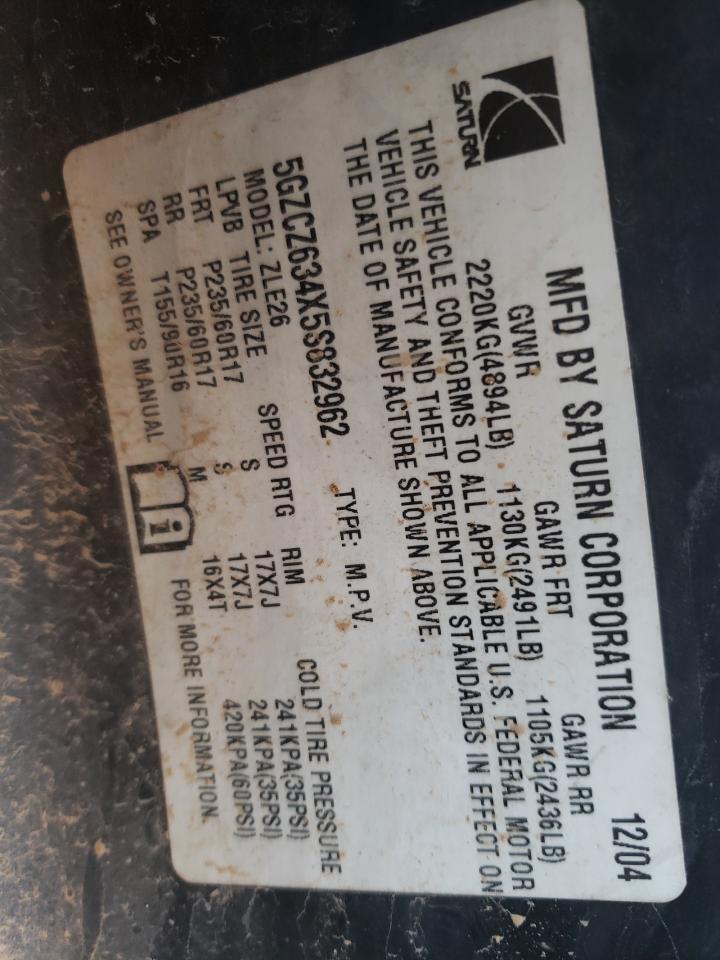 SATURN
MFD BY SATURN CORPORATION 12/04
GVWR GAWR FRT GAWR RR
2220KG(4894LB) 1130KG(2491LB) 1105KG(2436LB)
THIS VEHICLE CONFORMS TO ALL APPLICABLE U.S. FEDERAL MOTOR
VEHICLE SAFETY AND THEFT PREVENTION STANDARDS IN EFFECT ON
THE DATE OF MANUFACTURE SHOWN ABOVE.
5GZCZ634X5S832962 TYPE: M.P.V.
MODEL: ZLE26
LPVB TIRE SIZE SPEED RTG RIM COLD TIRE PRESSURE
FRT P235/60R17 S 17X7J 241KPA(35PSI)
RR P235/60R17 S 17X7J 241KPA(35PSI)
SPA T155/90R16 M 16X4T 420KPA(60PSI)
SEE OWNER'S MANUAL i FOR MORE INFORMATION.